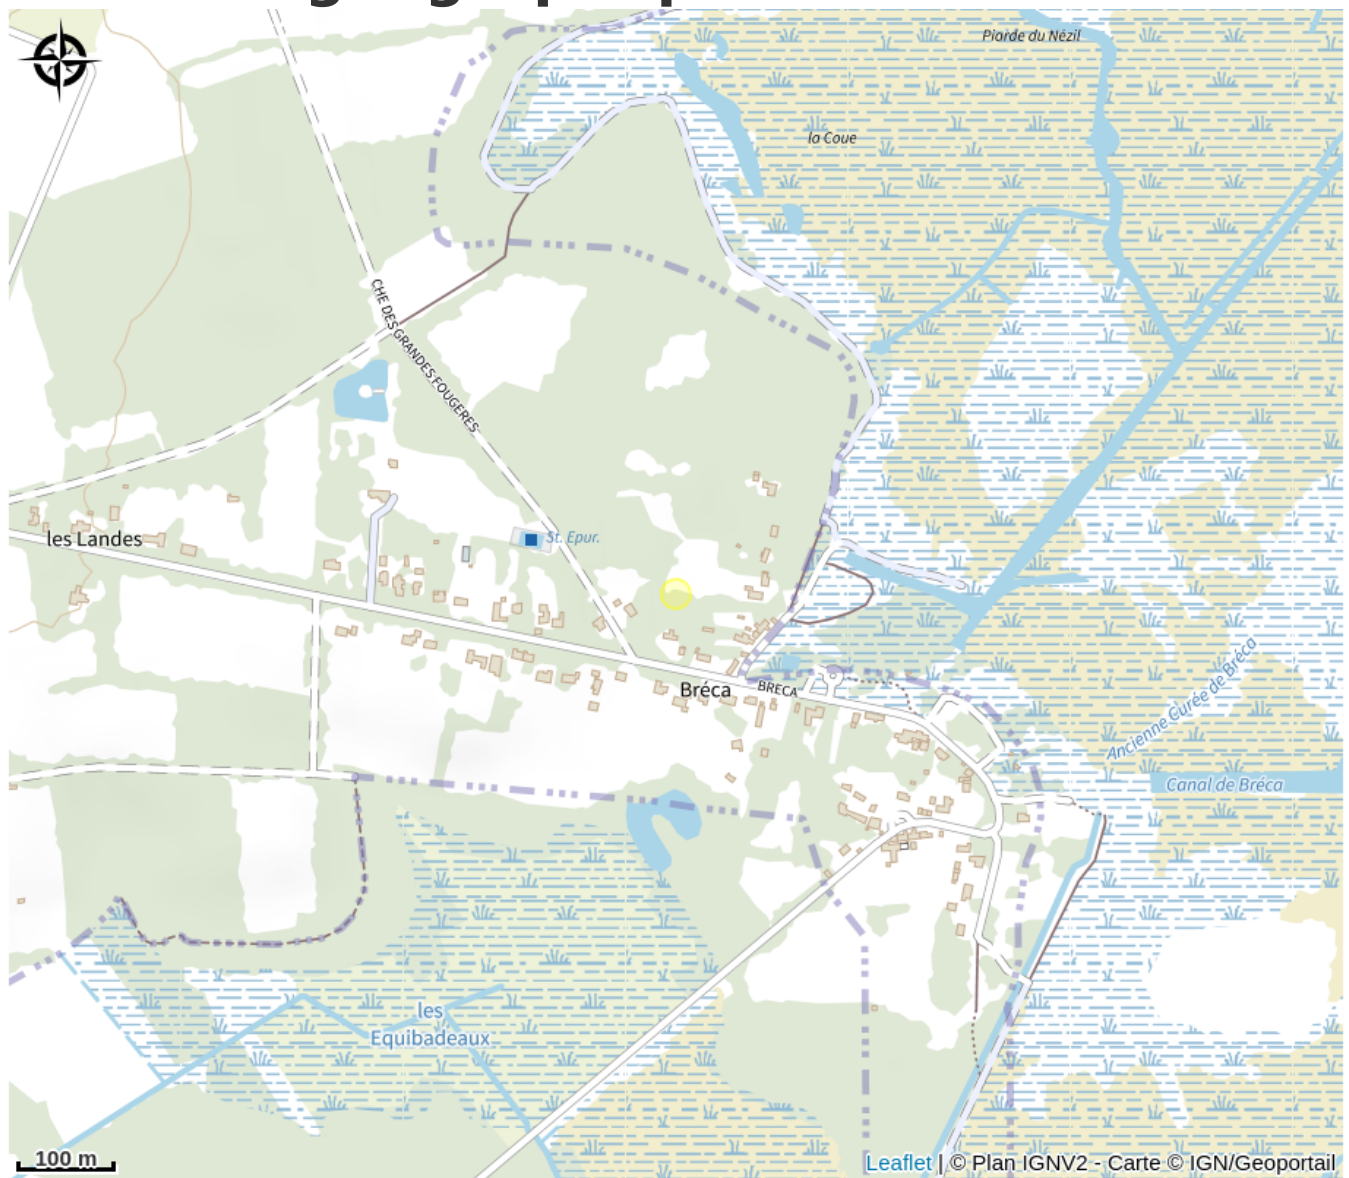 Piarde du Nézil
la Coue
CHE DES GRANDES FOUGERES
les Landes
St. Epur.
Bréca
BRECA
Ancienne Curée de Bréca
Canal de Bréca
les
Equibadeaux
100 m
Leaflet | © Plan IGNV2 - Carte © IGN/Geoportail